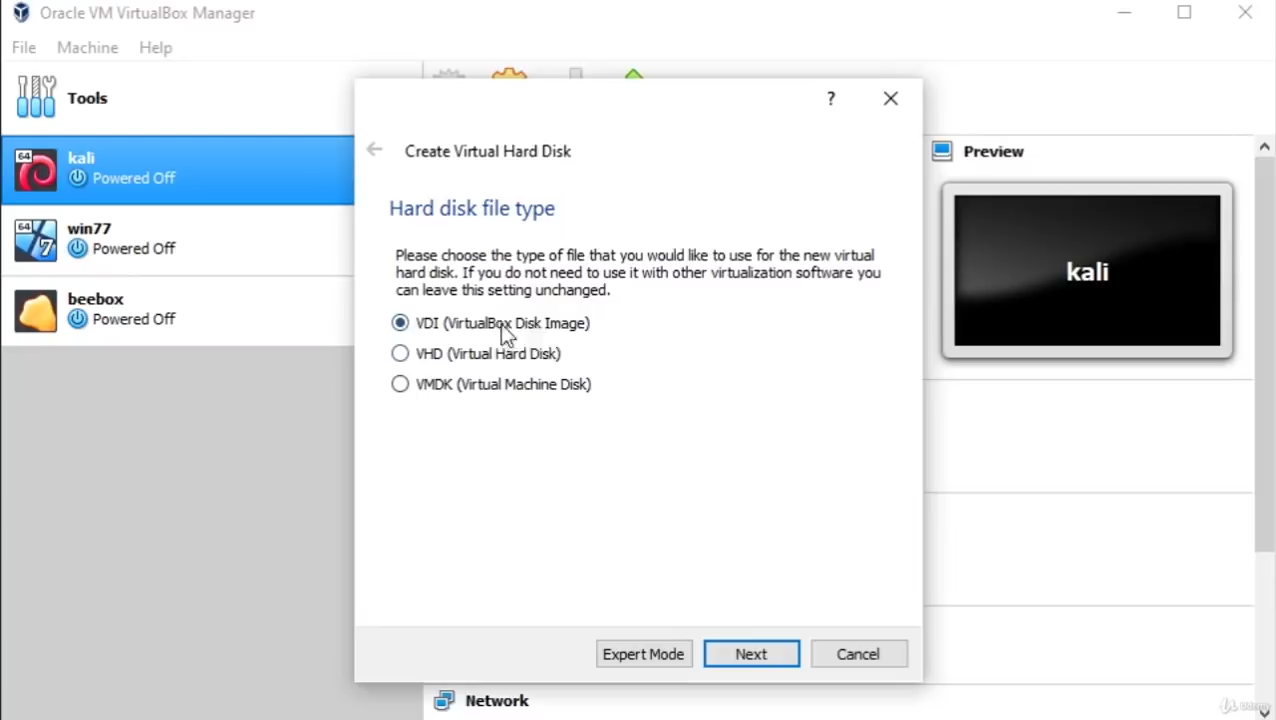 Oracle VM VirtualBox Manager
File Machine Help
Tools
64
kali
Powered Off
64
7
win77
Powered Off
beebox
Powered Off
?
Create Virtual Hard Disk
Hard disk file type
Please choose the type of file that you would like to use for the new virtual
hard disk. If you do not need to use it with other virtualization software you
can leave this setting unchanged.
VDI (VirtualBox Disk Image)
VHD (Virtual Hard Disk)
VMDK (Virtual Machine Disk)
Expert Mode Next Cancel
Preview
kali
Network
Udemy